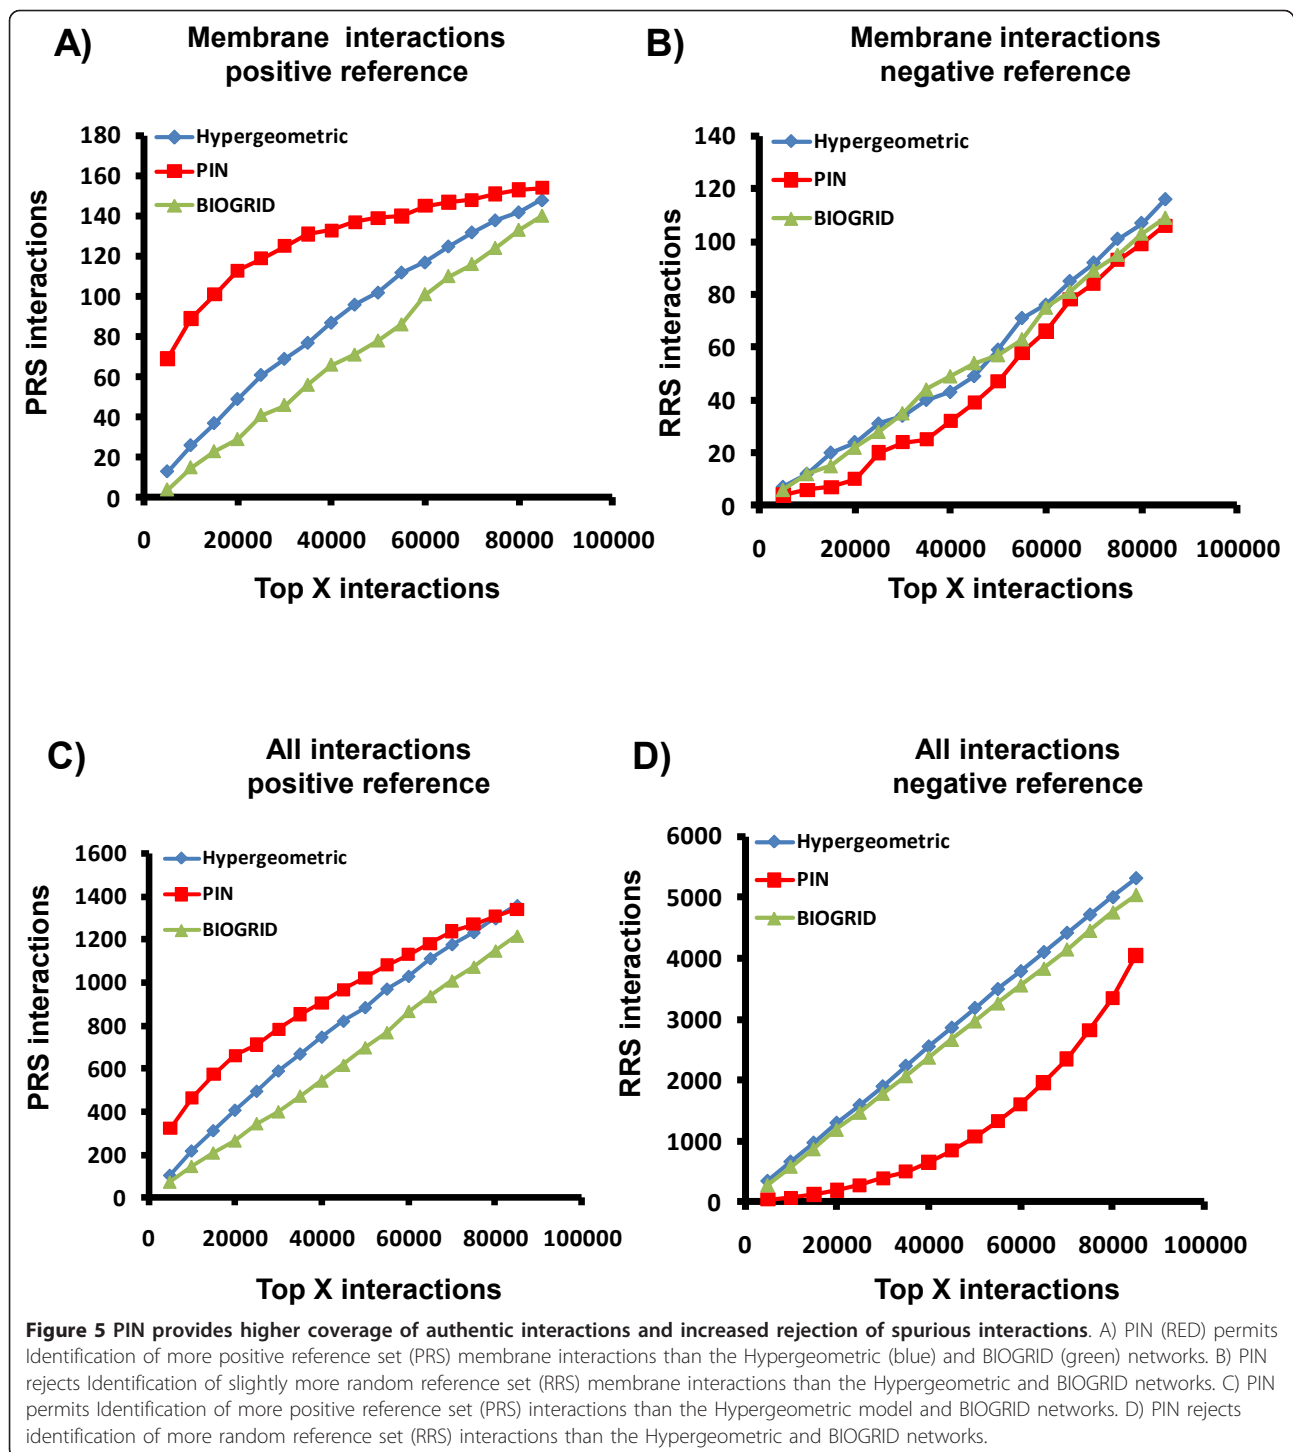 A)
Membrane interactions
positive reference
PRS interactions
180
160
140
120
100
80
60
40
20
0
Hypergeometric
PIN
BIOGRID
0 20000 40000 60000 80000 100000
Top X interactions
B)
Membrane interactions
negative reference
RRS interactions
140
120
100
80
60
40
20
0
Hypergeometric
PIN
BIOGRID
0 20000 40000 60000 80000 100000
Top X interactions
C)
All interactions
positive reference
PRS interactions
1600
1400
1200
1000
800
600
400
200
0
Hypergeometric
PIN
BIOGRID
0 20000 40000 60000 80000 100000
Top X interactions
D)
All interactions
negative reference
RRS interactions
6000
5000
4000
3000
2000
1000
0
Hypergeometric
PIN
BIOGRID
0 20000 40000 60000 80000 100000
Top X interactions
Figure 5 PIN provides higher coverage of authentic interactions and increased rejection of spurious interactions. A) PIN (RED) permits
Identification of more positive reference set (PRS) membrane interactions than the Hypergeometric (blue) and BIOGRID (green) networks. B) PIN
rejects Identification of slightly more random reference set (RRS) membrane interactions than the Hypergeometric and BIOGRID networks. C) PIN
permits Identification of more positive reference set (PRS) interactions than the Hypergeometric model and BIOGRID networks. D) PIN rejects
identification of more random reference set (RRS) interactions than the Hypergeometric and BIOGRID networks.